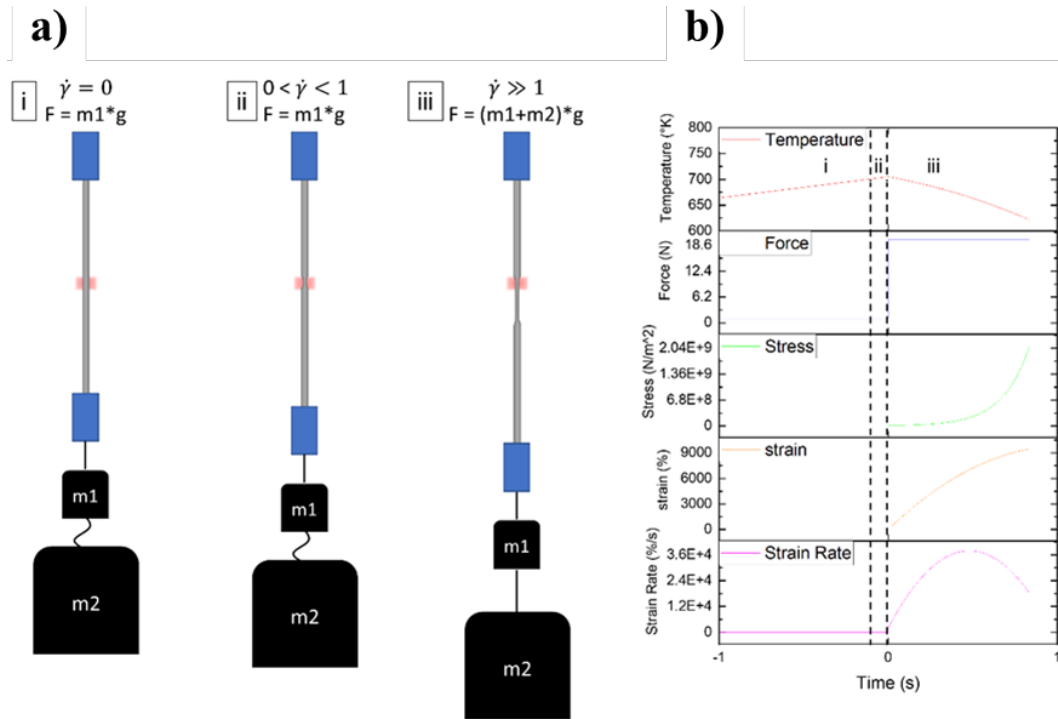 a)
b)
i
γ̇ = 0
F = m1*g
ii
0 < γ̇ < 1
F = m1*g
iii
γ̇ ≫ 1
F = (m1+m2)*g
m1
m2
m1
m2
m1
m2
Temperature (°K)
800
750
700
650
600
Temperature
i
ii
iii
Force (N)
18.6
12.4
6.2
0
Force
Stress (N/m^2)
2.04E+9
1.36E+9
6.8E+8
0
Stress
strain (%)
9000
6000
3000
0
strain
Strain Rate (%/s)
3.6E+4
2.4E+4
1.2E+4
0
Strain Rate
-1
0
1
Time (s)